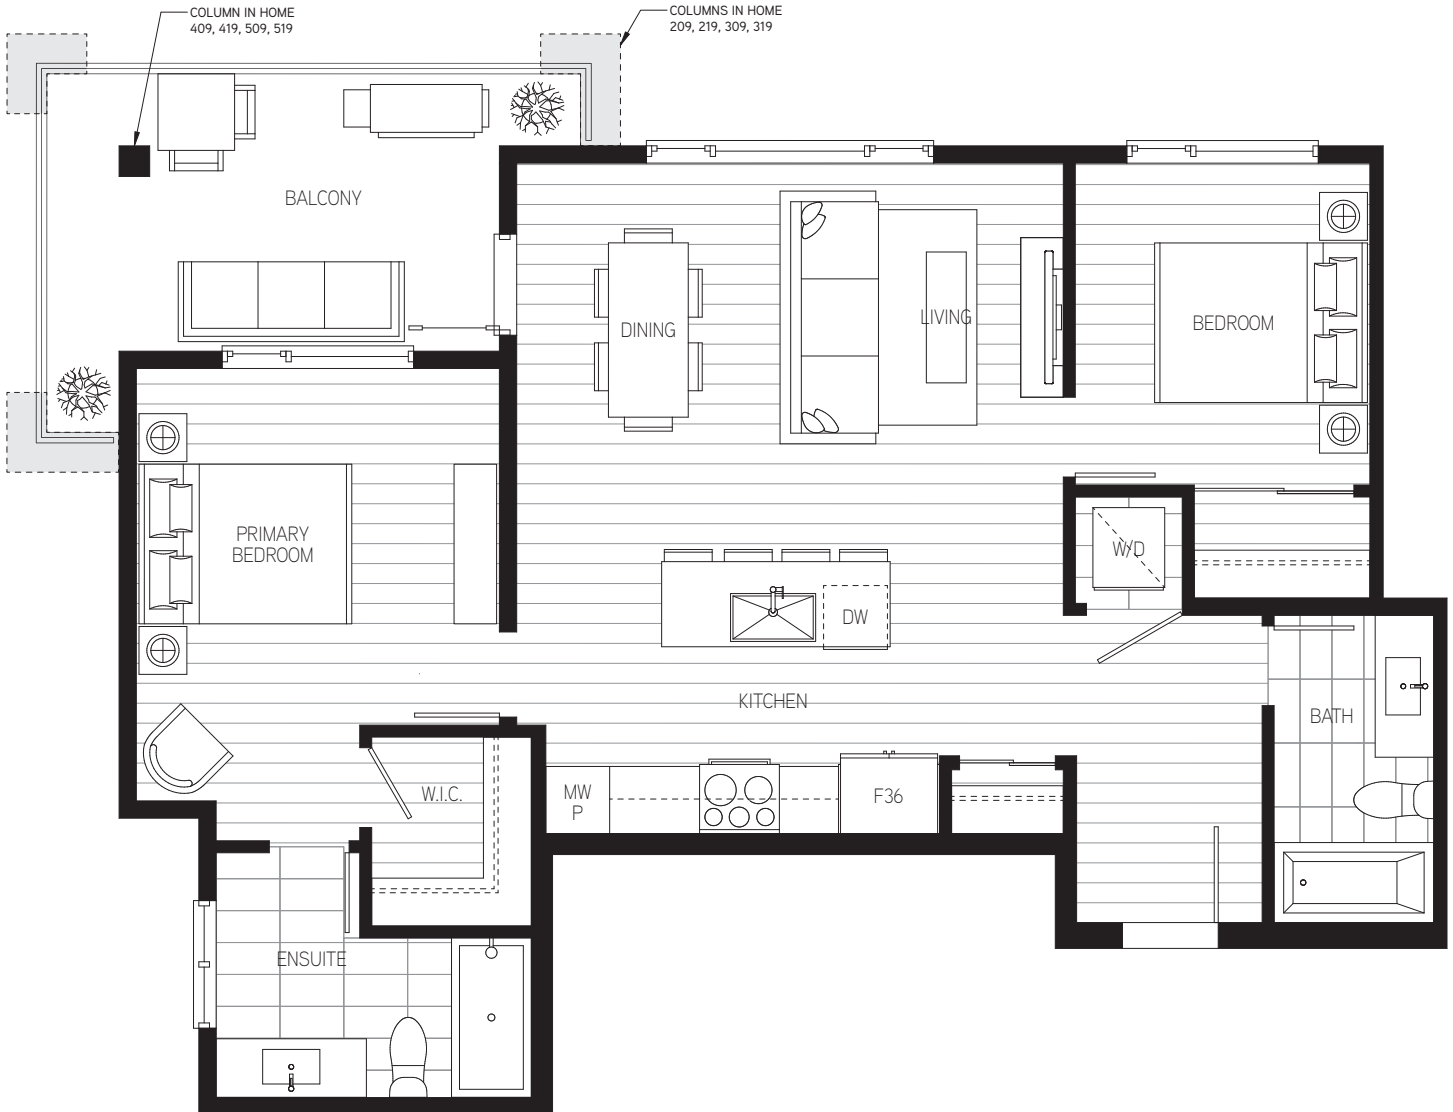 COLUMN IN HOME
409, 419, 509, 519
COLUMNS IN HOME
209, 219, 309, 319
BALCONY
DINING
LIVING
BEDROOM
PRIMARY
BEDROOM
W/D
DW
KITCHEN
BATH
W.I.C.
MW
P
F36
ENSUITE